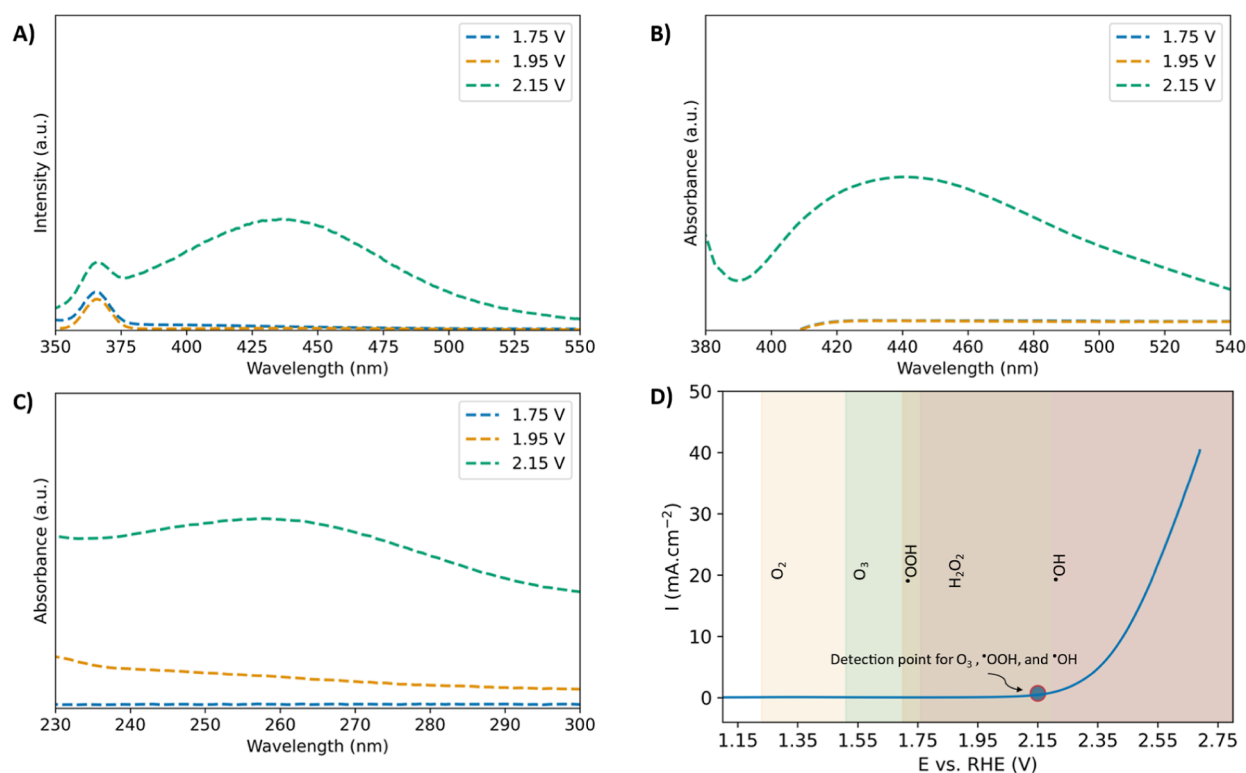 A)
1.75 V
1.95 V
2.15 V
Intensity (a.u.)
350 375 400 425 450 475 500 525 550
Wavelength (nm)
B)
1.75 V
1.95 V
2.15 V
Absorbance (a.u.)
380 400 420 440 460 480 500 520 540
Wavelength (nm)
C)
1.75 V
1.95 V
2.15 V
Absorbance (a.u.)
230 240 250 260 270 280 290 300
Wavelength (nm)
D)
50
40
30
20
10
0
I (mA.cm⁻²)
O₂
O₃
•OOH
H₂O₂
•OH
Detection point for O₃ , •OOH, and •OH
1.15 1.35 1.55 1.75 1.95 2.15 2.35 2.55 2.75
E vs. RHE (V)